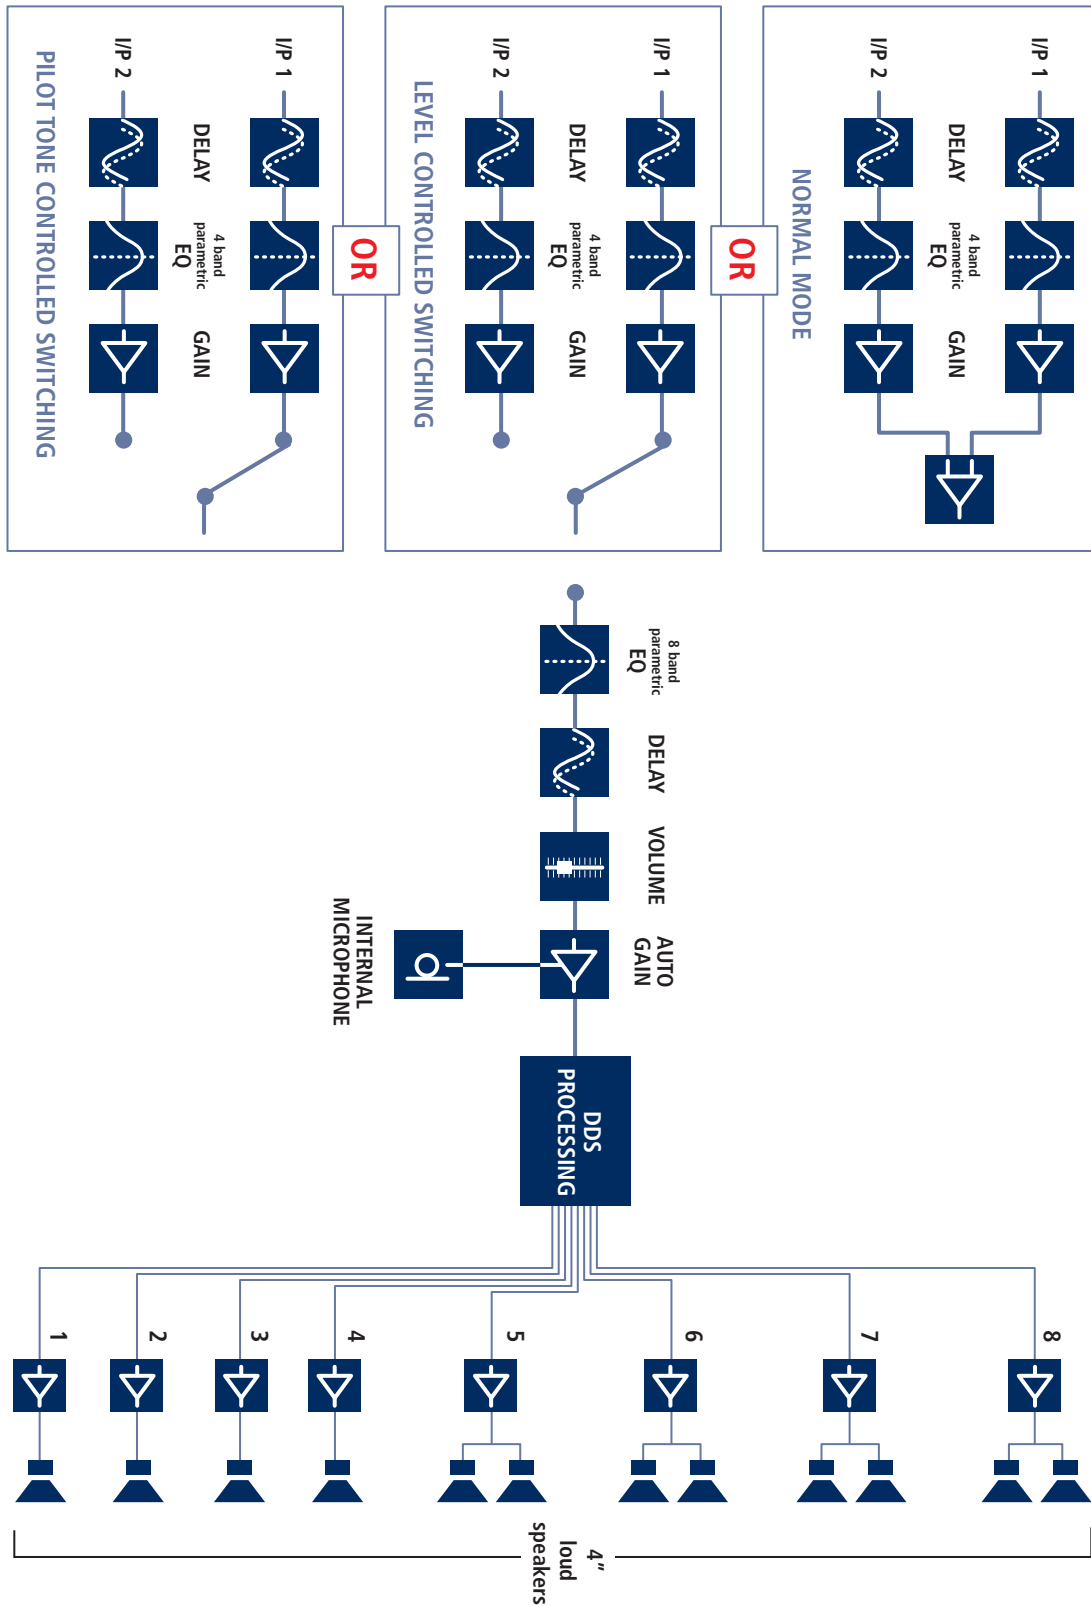 I/P 1
I/P 2
DELAY
4 band
parametric
EQ
GAIN
NORMAL MODE
OR
I/P 1
I/P 2
DELAY
4 band
parametric
EQ
GAIN
LEVEL CONTROLLED SWITCHING
OR
I/P 1
I/P 2
DELAY
4 band
parametric
EQ
GAIN
PILOT TONE CONTROLLED SWITCHING
8 band
parametric
EQ
DELAY
VOLUME
AUTO
GAIN
INTERNAL
MICROPHONE
DDS
PROCESSING
8
7
6
5
4
3
2
1
4"
loud
speakers